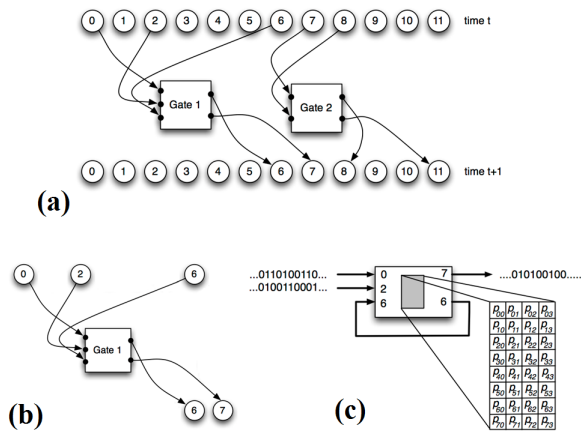 0 1 2 3 4 5 6 7 8 9 10 11 time t
Gate 1
Gate 2
0 1 2 3 4 5 6 7 8 9 10 11 time t+1
(a)
0 2 6
Gate 1
6 7
(b)
...0110100110...
...0100110001...
0 7
2
6 6
....010100100.....
P00 P01 P02 P03
P10 P11 P12 P13
P20 P21 P22 P23
P30 P31 P32 P33
P40 P41 P42 P43
P50 P51 P52 P53
P60 P61 P62 P63
P70 P71 P72 P73
(c)